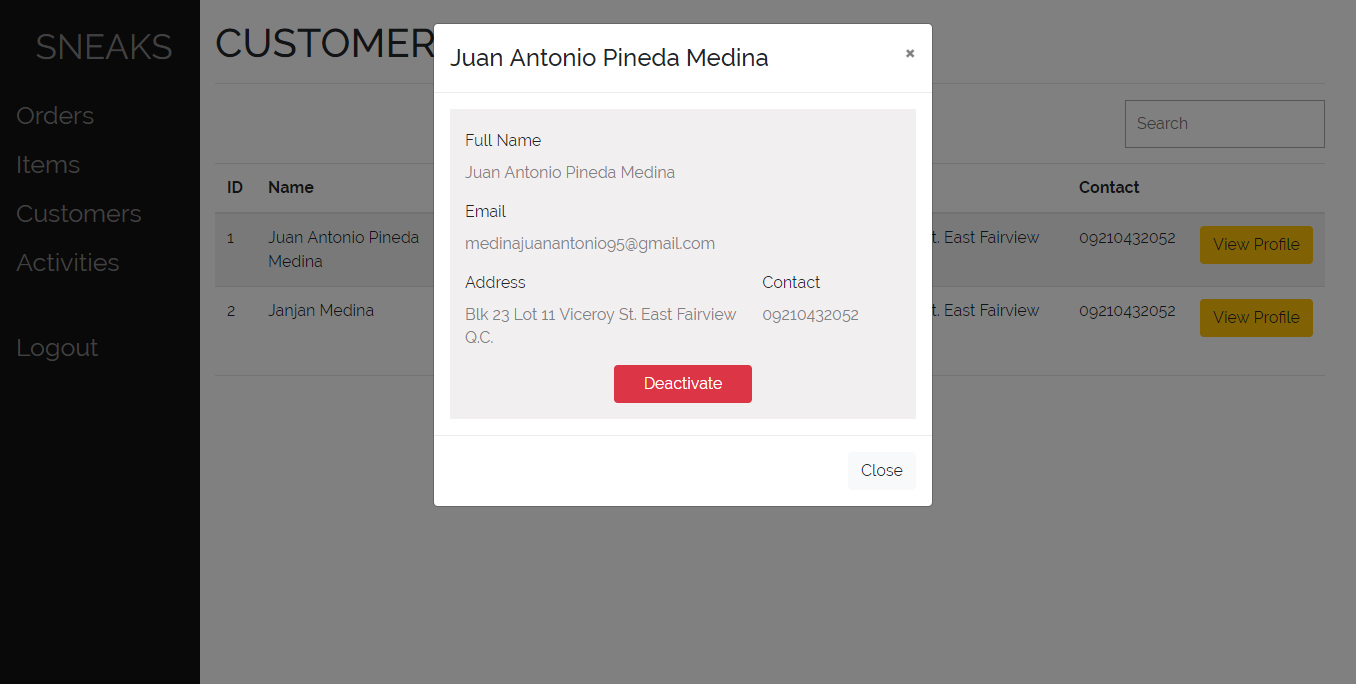 SNEAKS
Orders
Items
Customers
Activities
Logout
CUSTOMER
Search
ID Name Contact
1 Juan Antonio Pineda t. East Fairview 09210432052 View Profile
Medina
2 Janjan Medina t. East Fairview 09210432052 View Profile
Juan Antonio Pineda Medina ×
Full Name
Juan Antonio Pineda Medina
Email
medinajuanantonio95@gmail.com
Address Contact
Blk 23 Lot 11 Viceroy St. East Fairview 09210432052
Q.C.
Deactivate
Close